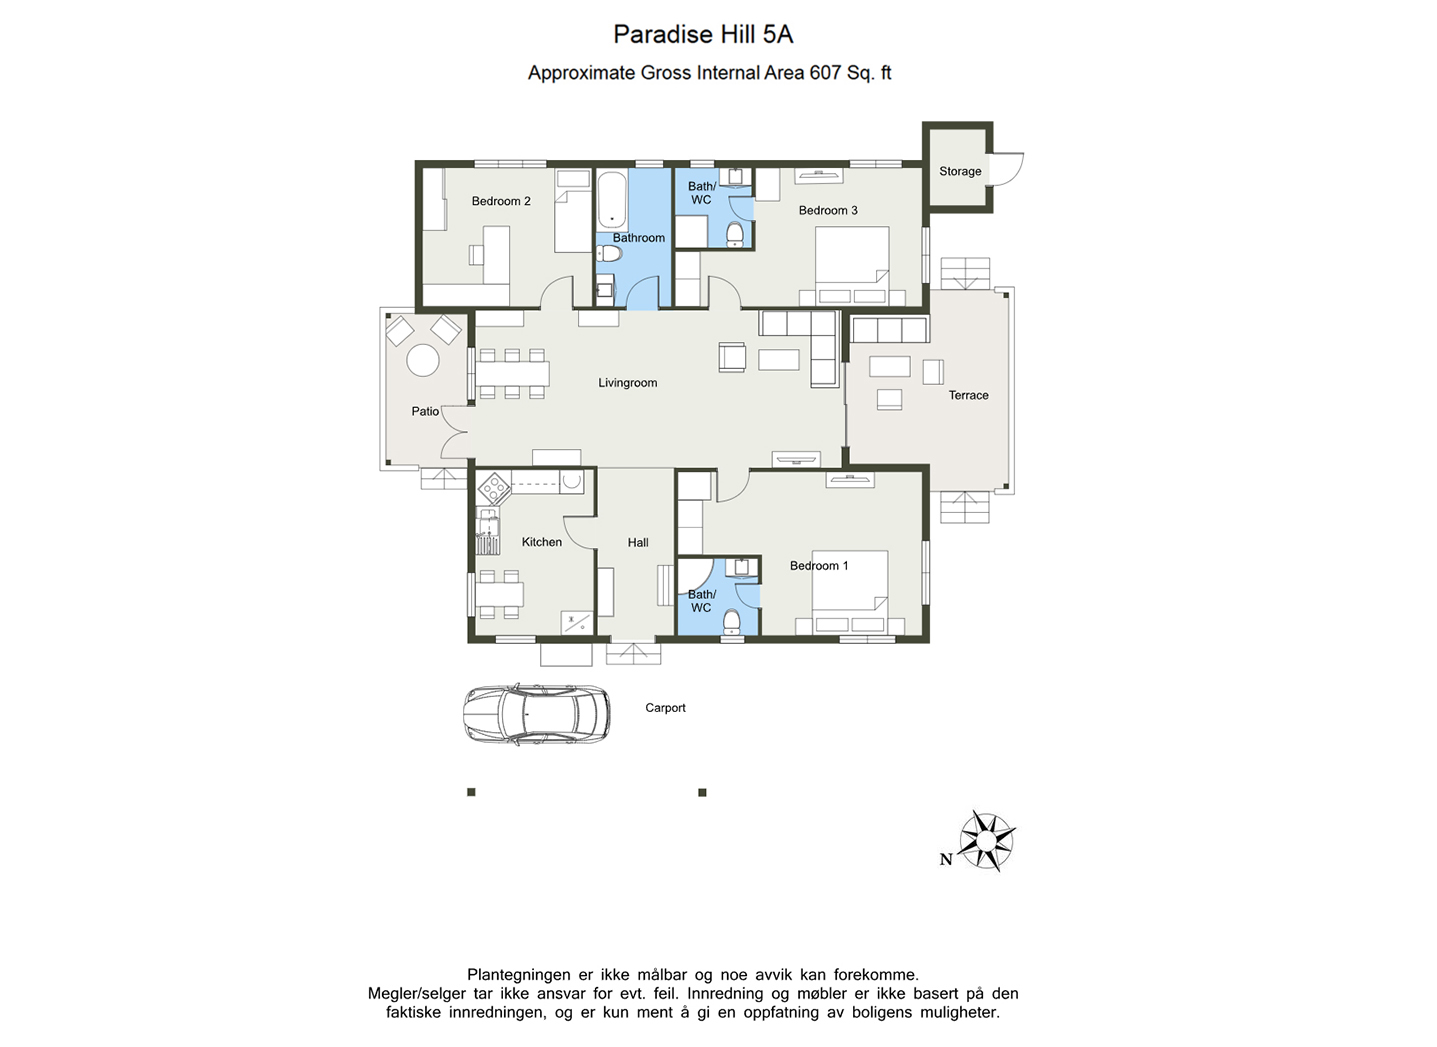 Paradise Hill 5A
Approximate Gross Internal Area 607 Sq. ft
Storage
Bedroom 2
Bath/
WC
Bedroom 3
Bathroom
Livingroom
Patio
Terrace
Kitchen
Hall
Bedroom 1
Bath/
WC
Carport
N
Plantegningen er ikke målbar og noe avvik kan forekomme.
Megler/selger tar ikke ansvar for evt. feil. Innredning og møbler er ikke basert på den
faktiske innredningen, og er kun ment å gi en oppfatning av boligens muligheter.